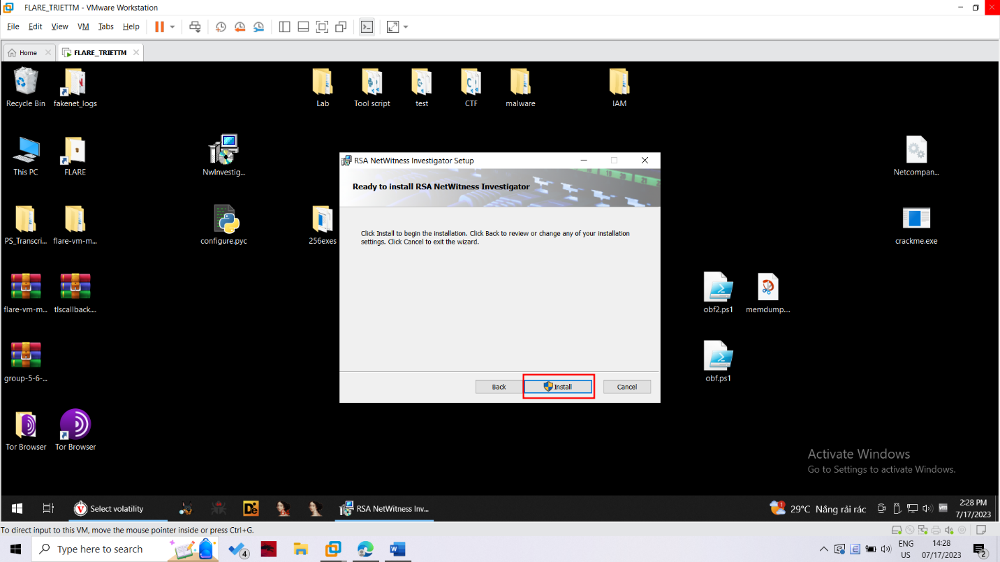 FLARE_TRIETTM - VMware Workstation
File Edit View VM Tabs Help
Home FLARE_TRIETTM
Recycle Bin fakenet_logs Lab Tool script test CTF malware IAM
This PC FLARE NwInvestig... Netcompan...
RSA NetWitness Investigator Setup
Ready to install RSA NetWitness Investigator
Click Install to begin the installation. Click Back to review or change any of your installation
settings. Click Cancel to exit the wizard.
Back Install Cancel
PS_Transcri... flare-vm-m... configure.pyc 256exes crackme.exe
flare-vm-m... tlscallback.... obf2.ps1 memdump....
group-5-6-... obf.ps1
Tor Browser Tor Browser
Activate Windows
Go to Settings to activate Windows.
Select volatility RSA NetWitness Inv... 1 29°C Nắng rải rác 2:28 PM
7/17/2023
To direct input to this VM, move the mouse pointer inside or press Ctrl+G.
Type here to search 4 ENG 14:28
US 07/17/2023 2